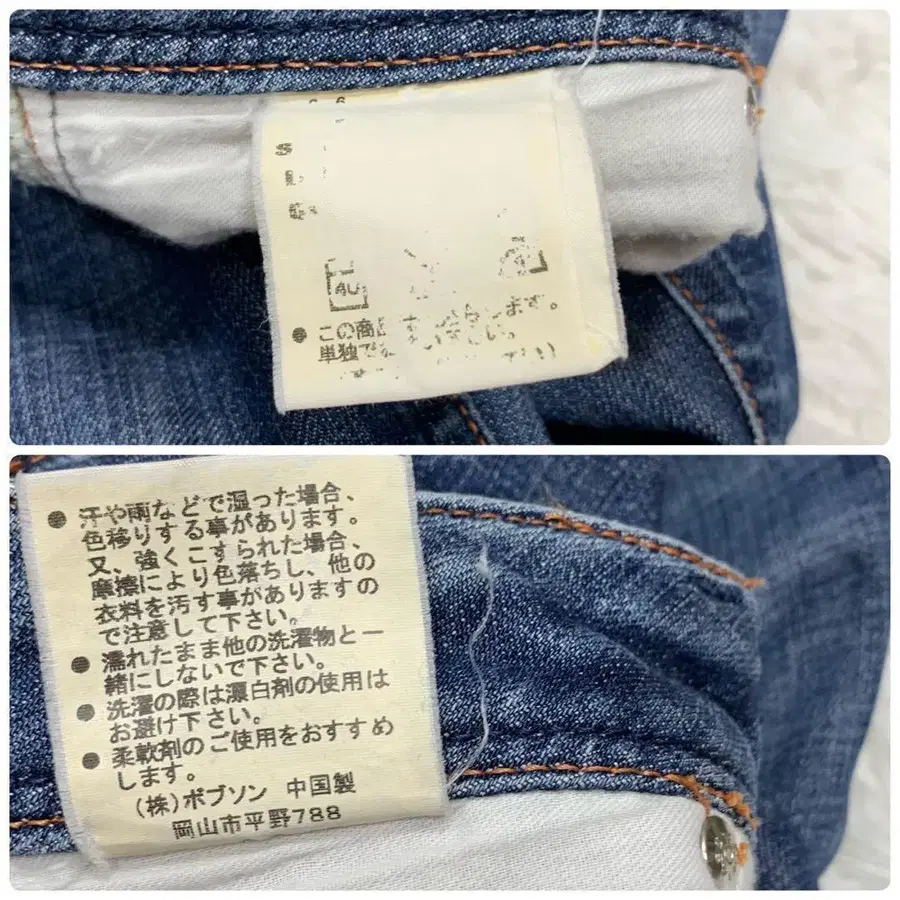 40
● この商
単独で
● 汗や雨などで湿った場合、
色移りする事があります。
又、強くこすられた場合、
摩擦により色落ちし、他の
衣料を汚す事がありますの
で注意して下さい。
● 濡れたまま他の洗濯物と一
緒にしないで下さい。
● 洗濯の際は漂白剤の使用は
お避け下さい。
● 柔軟剤のご使用をおすすめ
します。
(株)ボブソン 中国製
岡山市平野788